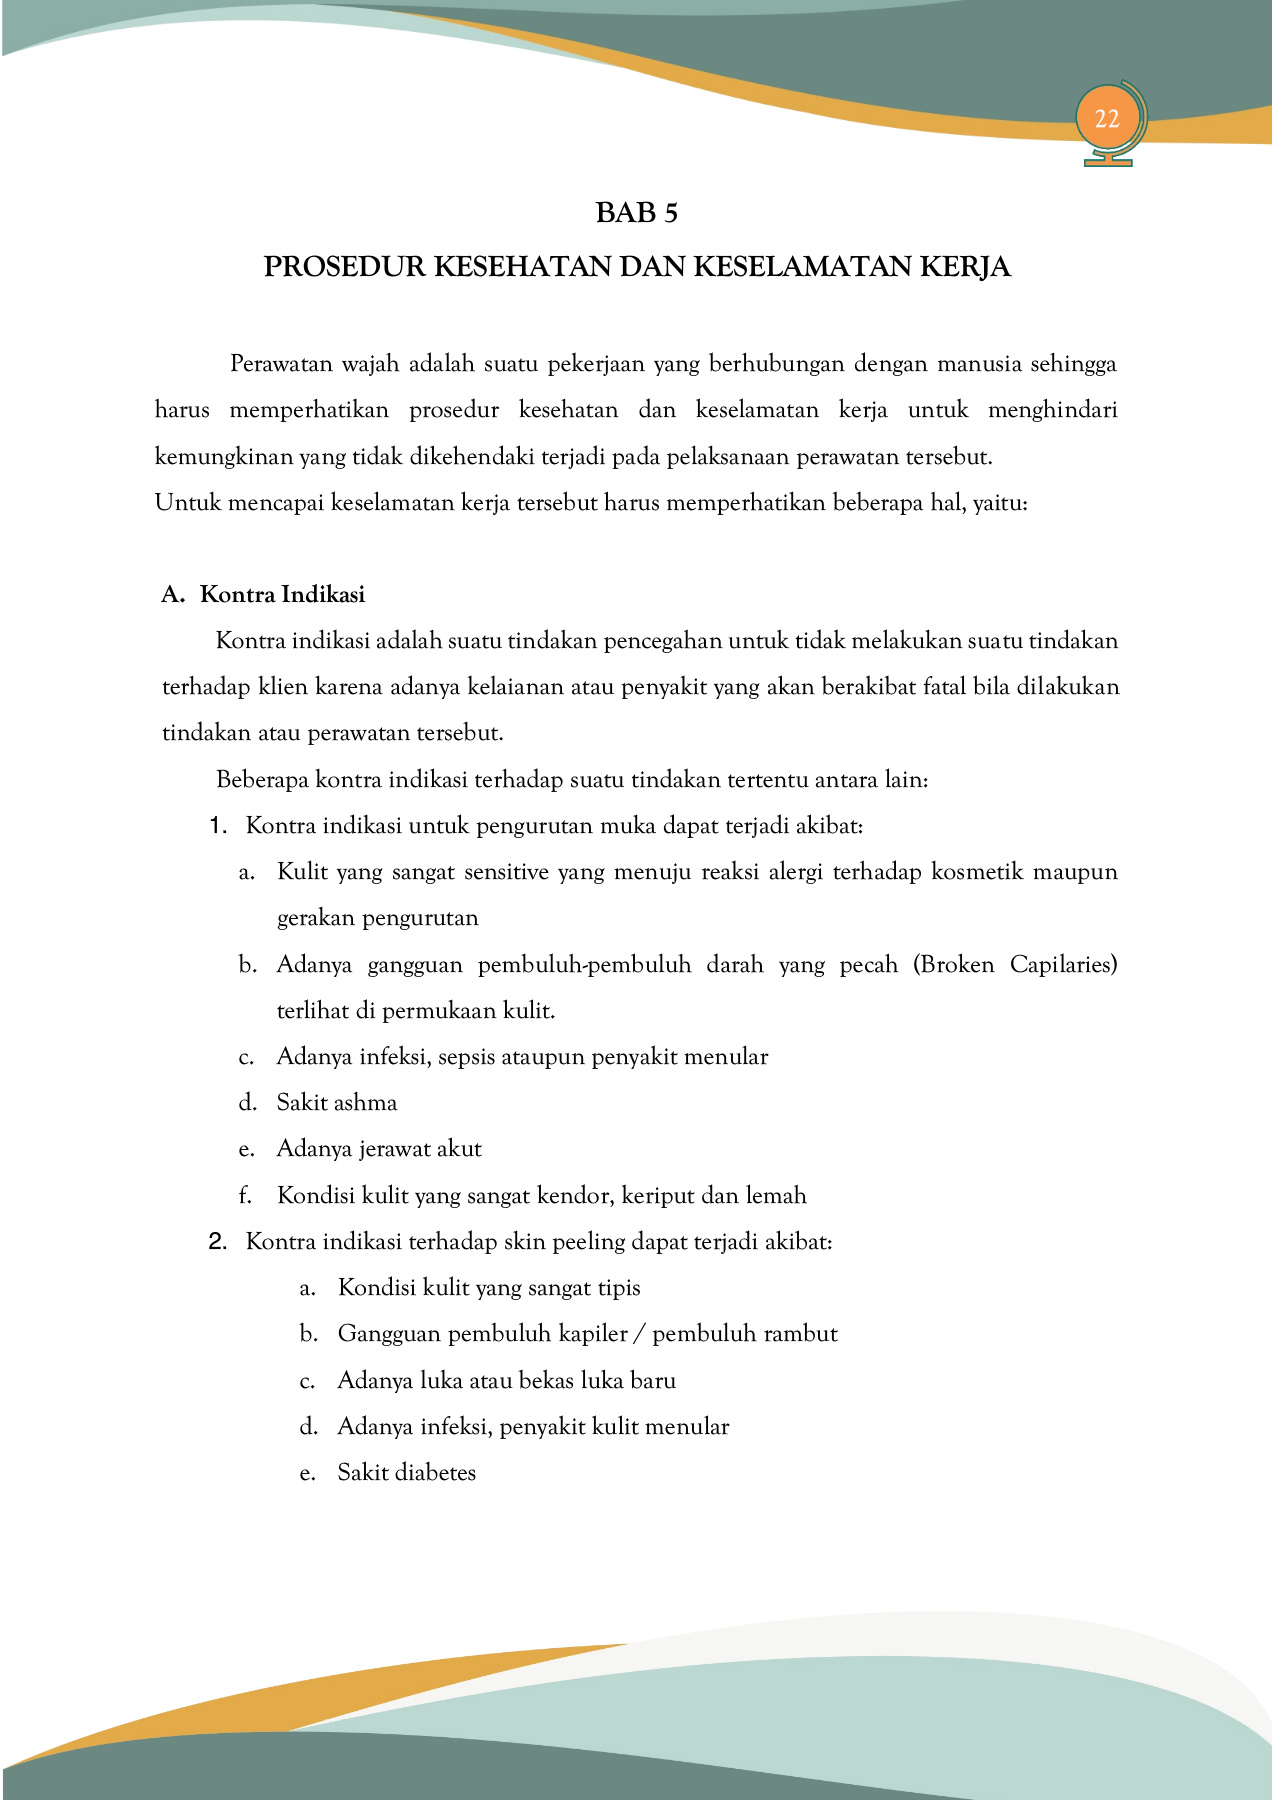 22
BAB 5
PROSEDUR KESEHATAN DAN KESELAMATAN KERJA
Perawatan wajah adalah suatu pekerjaan yang berhubungan dengan manusia sehingga
harus memperhatikan prosedur kesehatan dan keselamatan kerja untuk menghindari
kemungkinan yang tidak dikehendaki terjadi pada pelaksanaan perawatan tersebut.
Untuk mencapai keselamatan kerja tersebut harus memperhatikan beberapa hal, yaitu:
A. Kontra Indikasi
Kontra indikasi adalah suatu tindakan pencegahan untuk tidak melakukan suatu tindakan
terhadap klien karena adanya kelaianan atau penyakit yang akan berakibat fatal bila dilakukan
tindakan atau perawatan tersebut.
Beberapa kontra indikasi terhadap suatu tindakan tertentu antara lain:
1. Kontra indikasi untuk pengurutan muka dapat terjadi akibat:
a. Kulit yang sangat sensitive yang menuju reaksi alergi terhadap kosmetik maupun
gerakan pengurutan
b. Adanya gangguan pembuluh-pembuluh darah yang pecah (Broken Capilaries)
terlihat di permukaan kulit.
c. Adanya infeksi, sepsis ataupun penyakit menular
d. Sakit ashma
e. Adanya jerawat akut
f. Kondisi kulit yang sangat kendor, keriput dan lemah
2. Kontra indikasi terhadap skin peeling dapat terjadi akibat:
a. Kondisi kulit yang sangat tipis
b. Gangguan pembuluh kapiler / pembuluh rambut
c. Adanya luka atau bekas luka baru
d. Adanya infeksi, penyakit kulit menular
e. Sakit diabetes